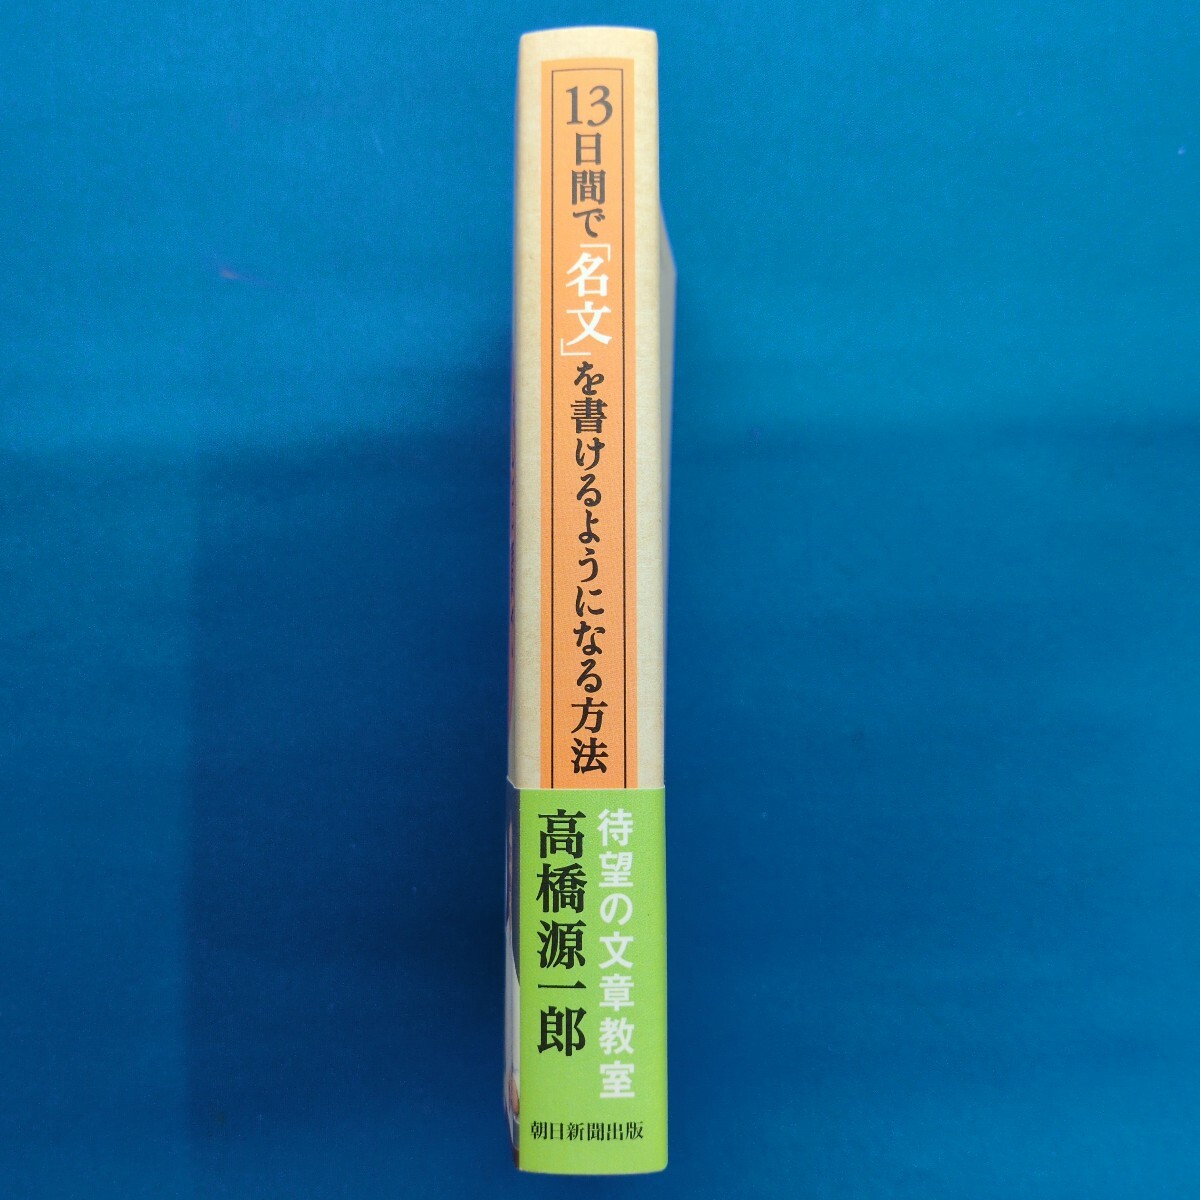 13日間で「名文」を書けるようになる方法
待望の文章教室
高橋源一郎
朝日新聞出版